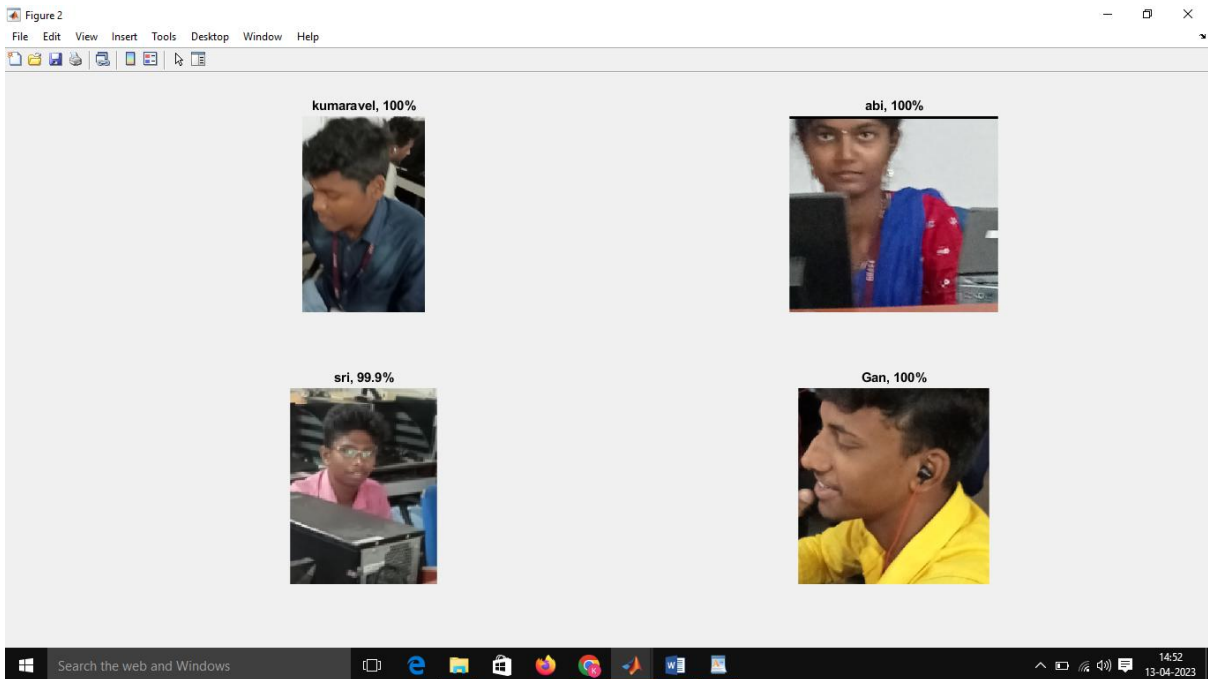 Figure 2
File Edit View Insert Tools Desktop Window Help
kumaravel, 100%
abi, 100%
sri, 99.9%
Gan, 100%
Search the web and Windows
14:52
13-04-2023